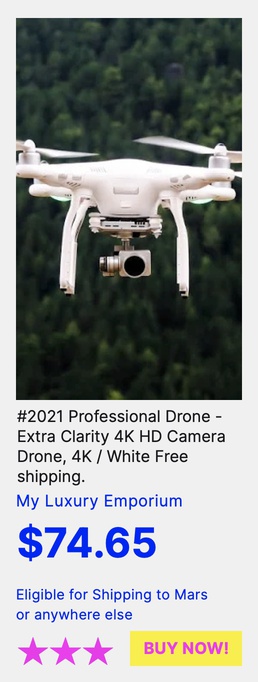 #2021 Professional Drone -
Extra Clarity 4K HD Camera
Drone, 4K / White Free
shipping.
My Luxury Emporium
$74.65
Eligible for Shipping to Mars
or anywhere else
BUY NOW!